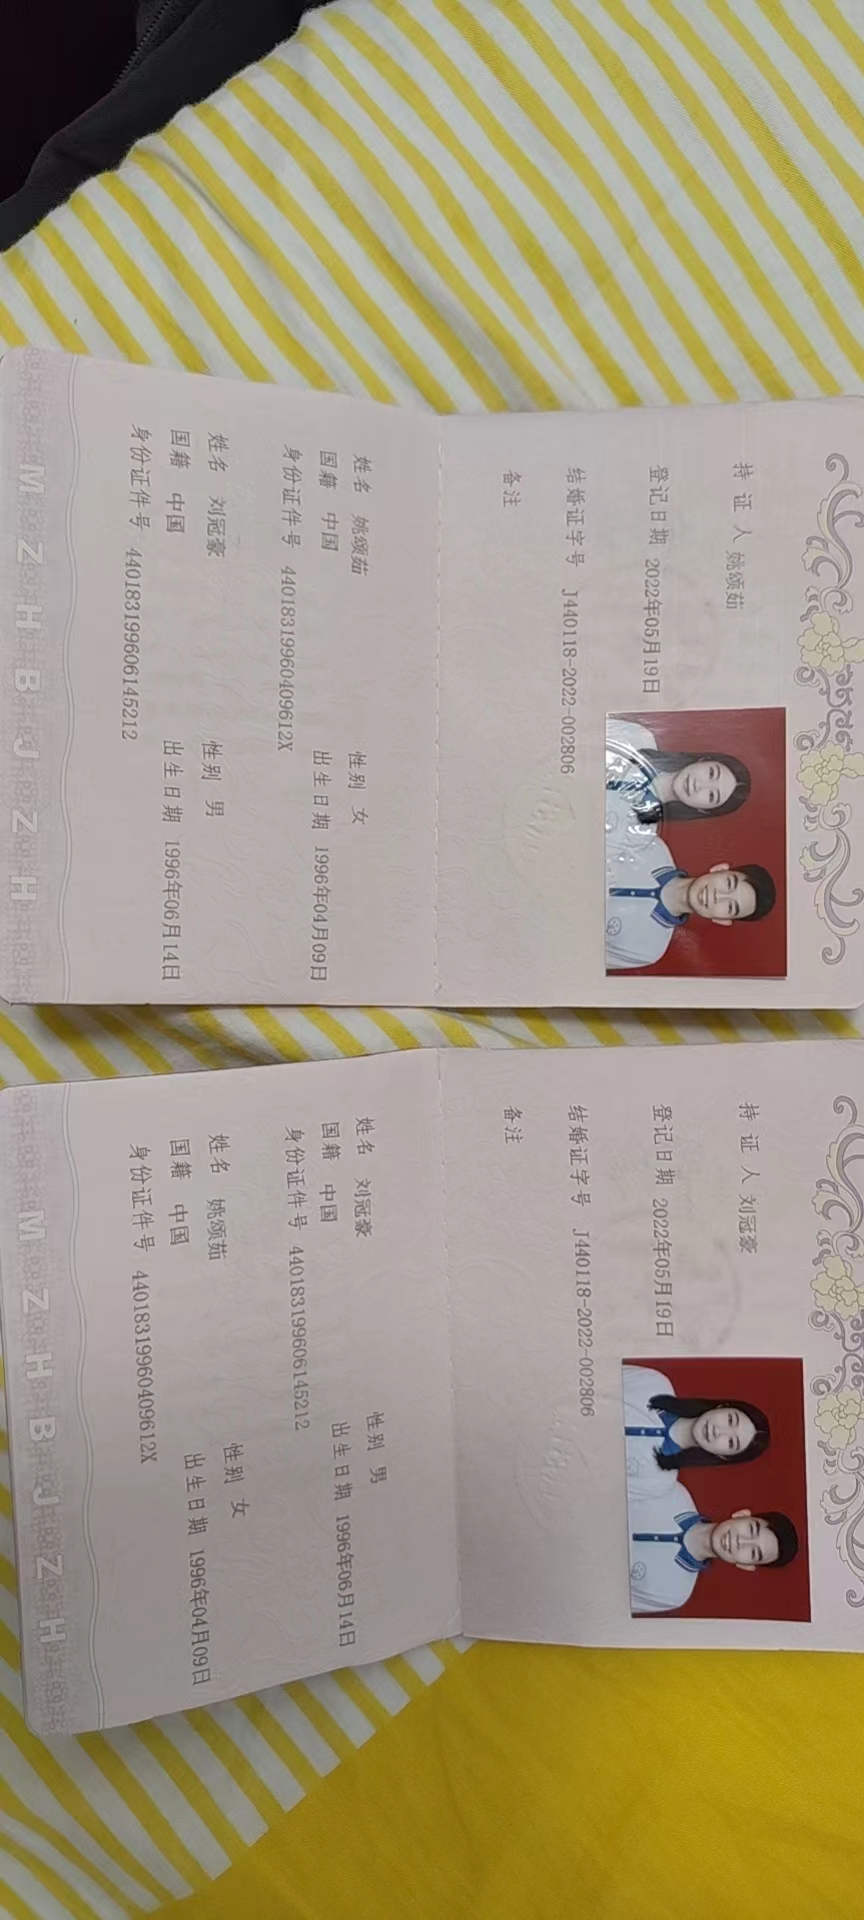 持 证 人 姚颂茹
登记日期 2022年05月19日
结婚证字号 J440118-2022-002806
备注
姓名 姚颂茹 性别 女
国籍 中国 出生日期 1996年04月09日
身份证件号 44018319960409612X
姓名 刘冠豪 性别 男
国籍 中国 出生日期 1996年06月14日
身份证件号 440183199606145212
MZHBJZH
持 证 人 刘冠豪
登记日期 2022年05月19日
结婚证字号 J440118-2022-002806
备注
姓名 刘冠豪 性别 男
国籍 中国 出生日期 1996年06月14日
身份证件号 440183199606145212
姓名 姚颂茹 性别 女
国籍 中国 出生日期 1996年04月09日
身份证件号 44018319960409612X
MZHBJZH